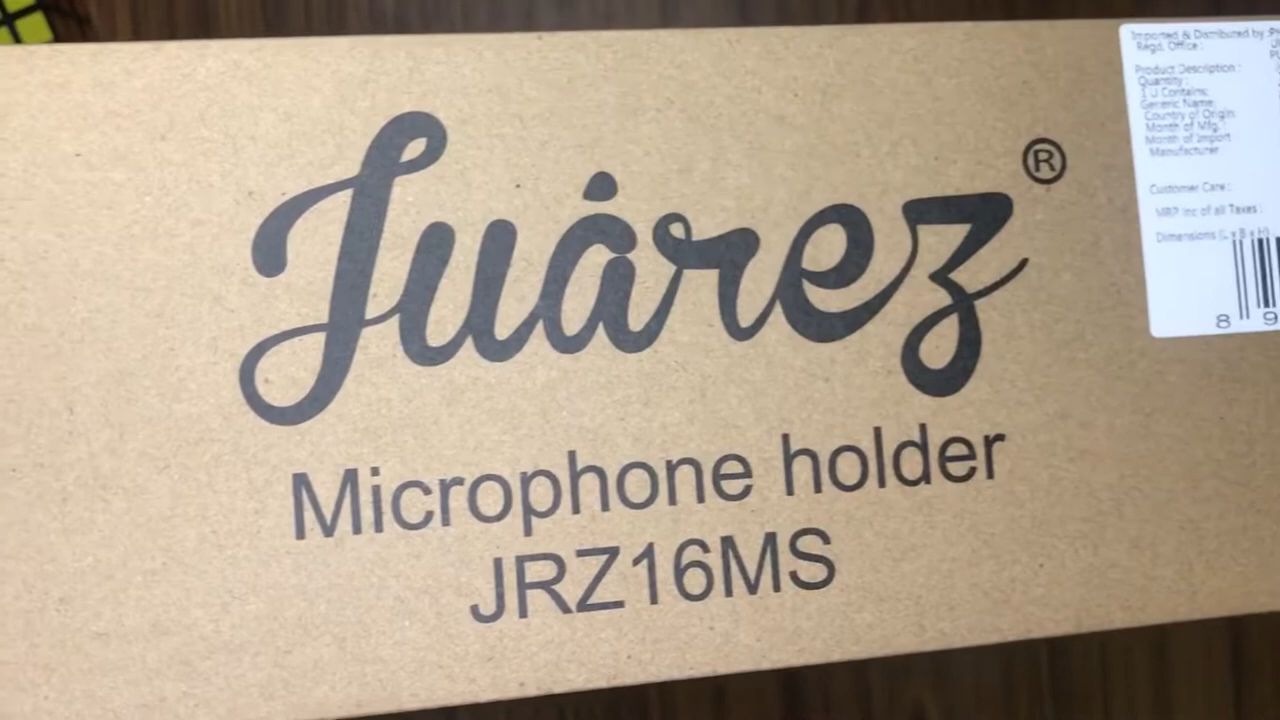 Juárez®
Microphone holder
JRZ16MS
Imported & Distributed by:
Regd. Office :
Product Description :
Quantity :
1 U Contains:
Generic Name:
Country of Origin:
Month of Mfg.:
Month of Import
Manufacturer
Customer Care :
MRP Inc of all Taxes :
Dimensions (L x B x H)
8 9